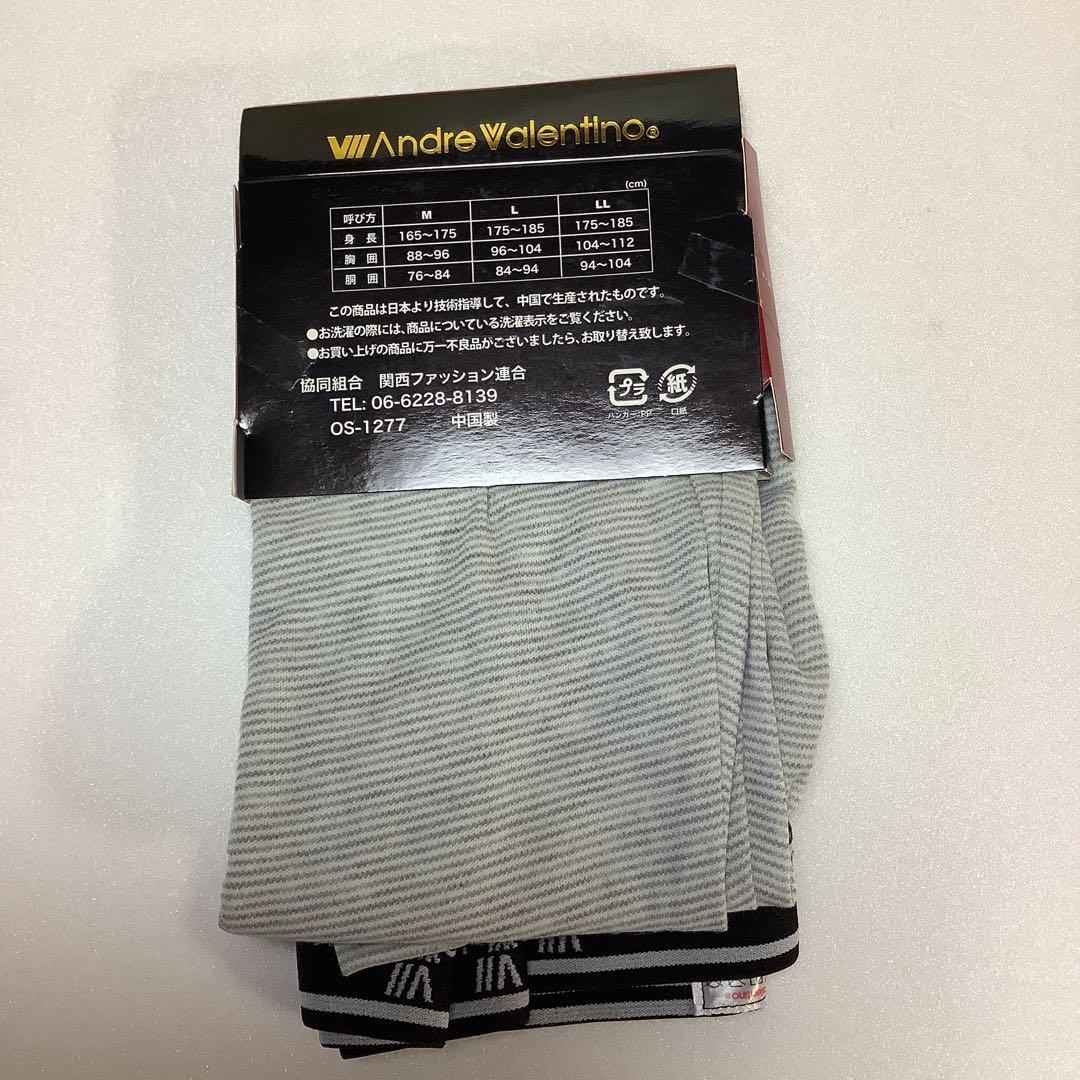 Andre Valentino®
(cm)
呼び方 M L LL
身 長 165〜175 175〜185 175〜185
胸 囲 88〜96 96〜104 104〜112
胴 囲 76〜84 84〜94 94〜104
この商品は日本より技術指導して、中国で生産されたものです。
●お洗濯の際には、商品についている洗濯表示をご覧ください。
●お買い上げの商品に万一不良品がございましたら、お取り替え致します。
協同組合 関西ファッション連合
TEL: 06-6228-8139
OS-1277 中国製
プラ 紙
ハンガー:PP 口紙